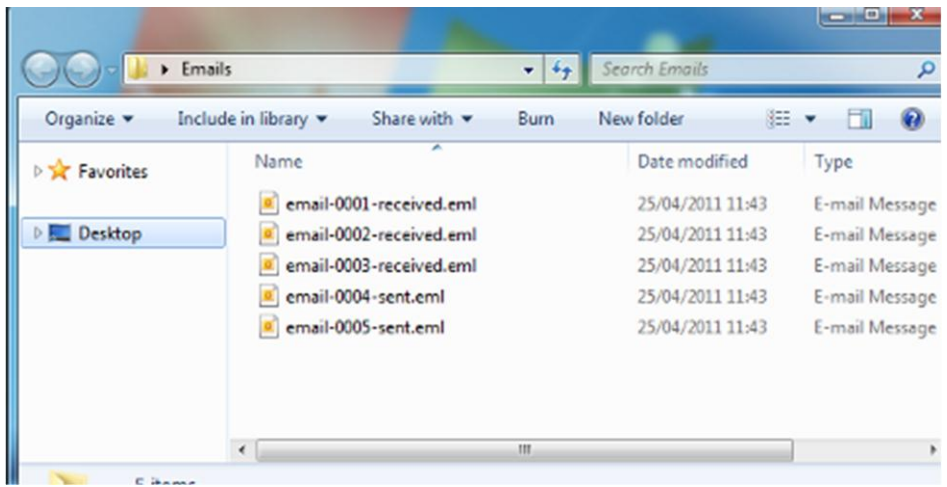 Emails
Search Emails
Organize Include in library Share with Burn New folder
Favorites
Desktop
Name Date modified Type
email-0001-received.eml 25/04/2011 11:43 E-mail Message
email-0002-received.eml 25/04/2011 11:43 E-mail Message
email-0003-received.eml 25/04/2011 11:43 E-mail Message
email-0004-sent.eml 25/04/2011 11:43 E-mail Message
email-0005-sent.eml 25/04/2011 11:43 E-mail Message
5 items